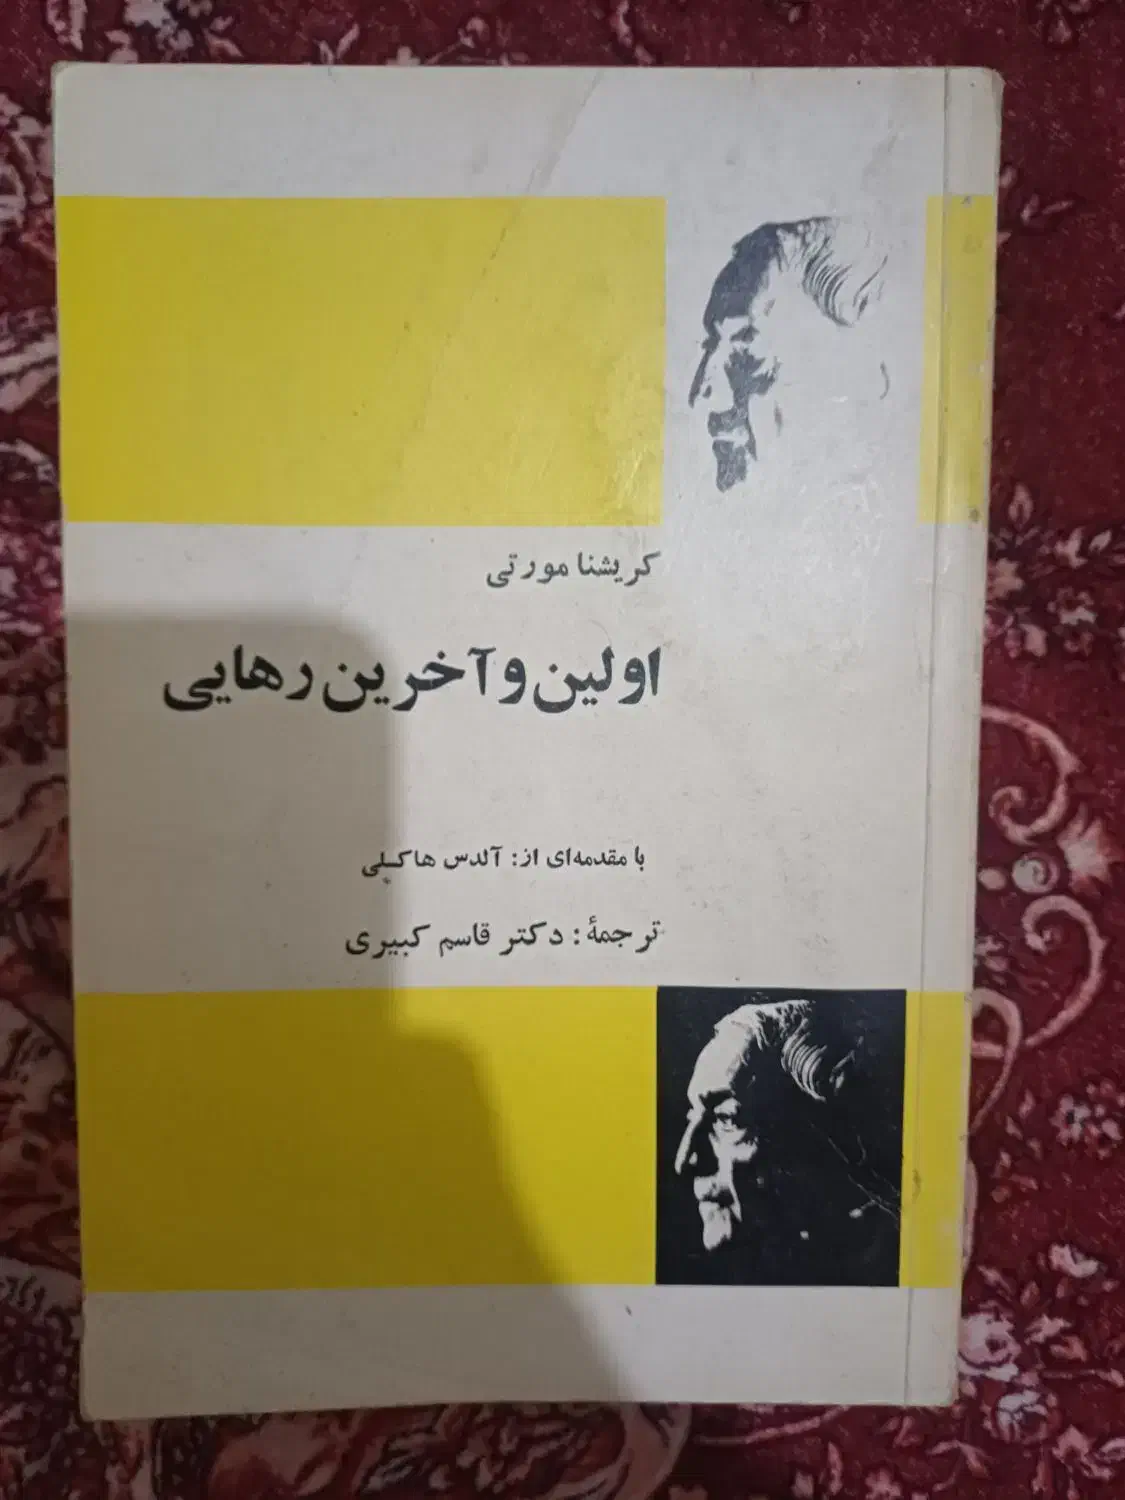 کریشنا مورتی
اولین و آخرین رهایی
با مقدمه‌ای از: آلدس هاکسلی
ترجمهٔ: دکتر قاسم کبیری